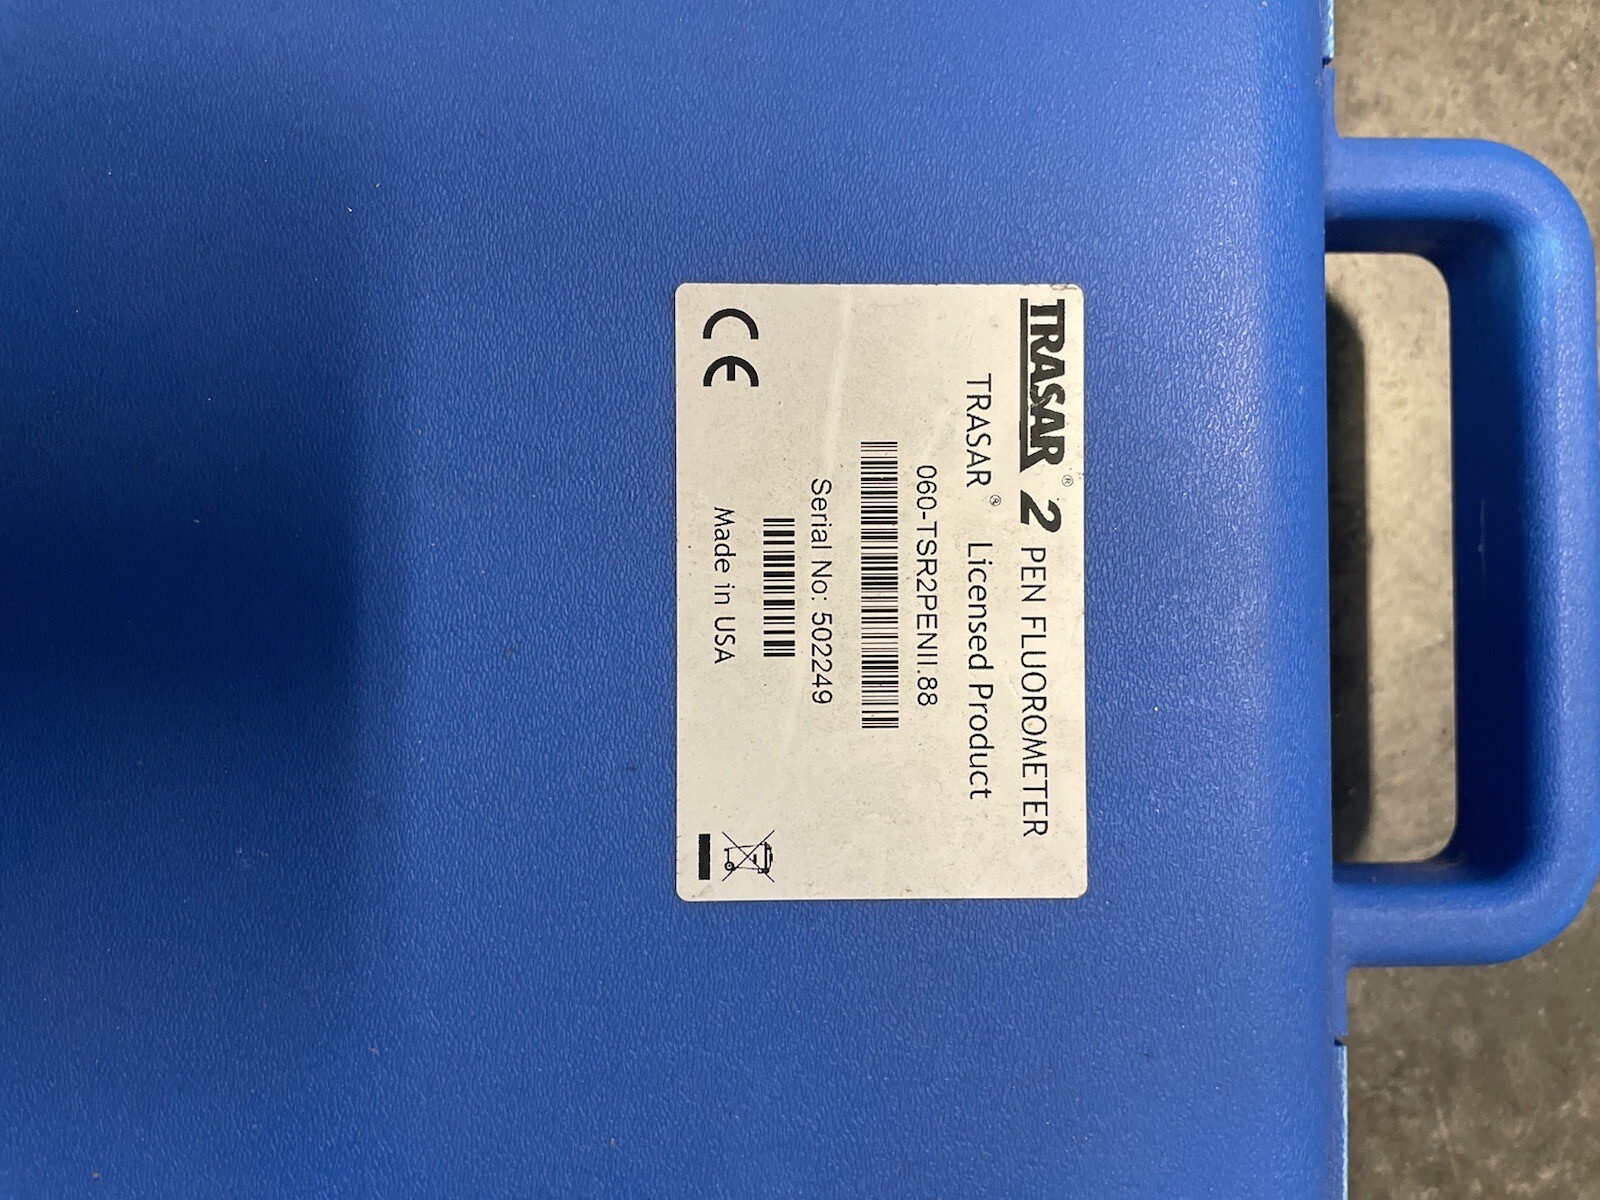 TRASAR® 2 PEN FLUOROMETER
TRASAR® Licensed Product
060-TSR2PENII.88
Serial No: 502249
Made in USA
CE